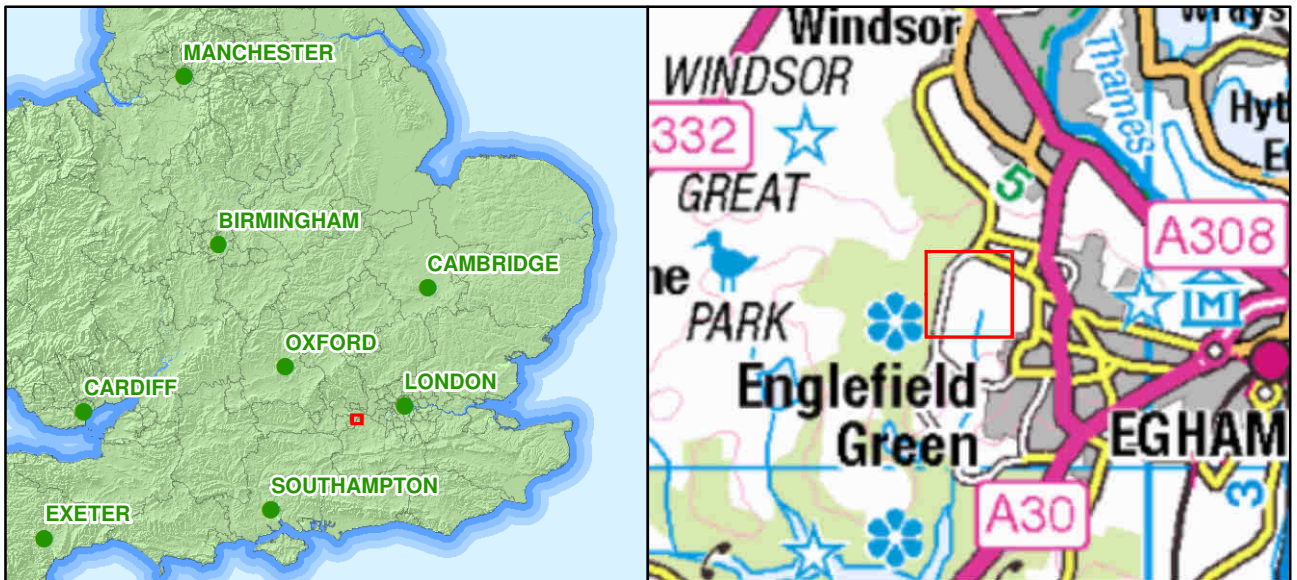 MANCHESTER
BIRMINGHAM
CAMBRIDGE
OXFORD
CARDIFF
LONDON
SOUTHAMPTON
EXETER
Windsor
Thames
WINDSOR
332
GREAT
5
A308
PARK
M
Englefield
Green
EGHAM
A30
3